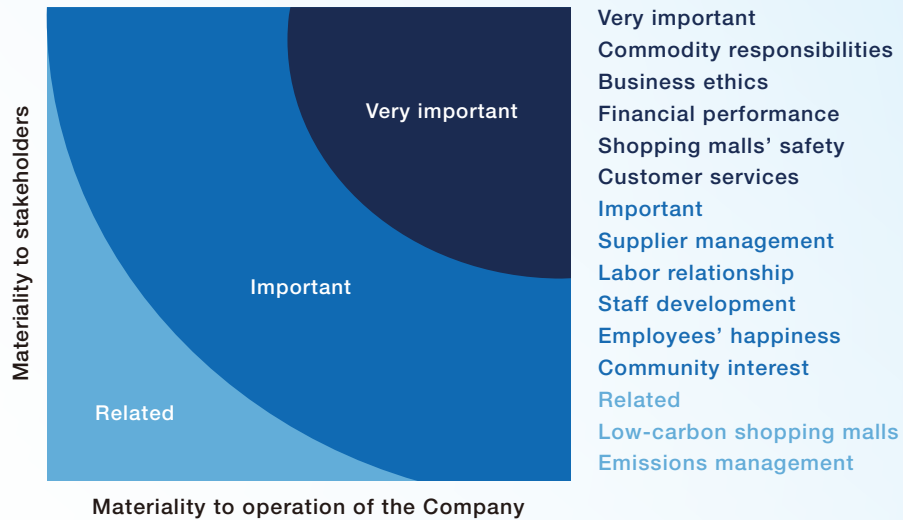 Materiality to stakeholders
Very important
Important
Related
Materiality to operation of the Company
Very important
Commodity responsibilities
Business ethics
Financial performance
Shopping malls’ safety
Customer services
Important
Supplier management
Labor relationship
Staff development
Employees’ happiness
Community interest
Related
Low-carbon shopping malls
Emissions management